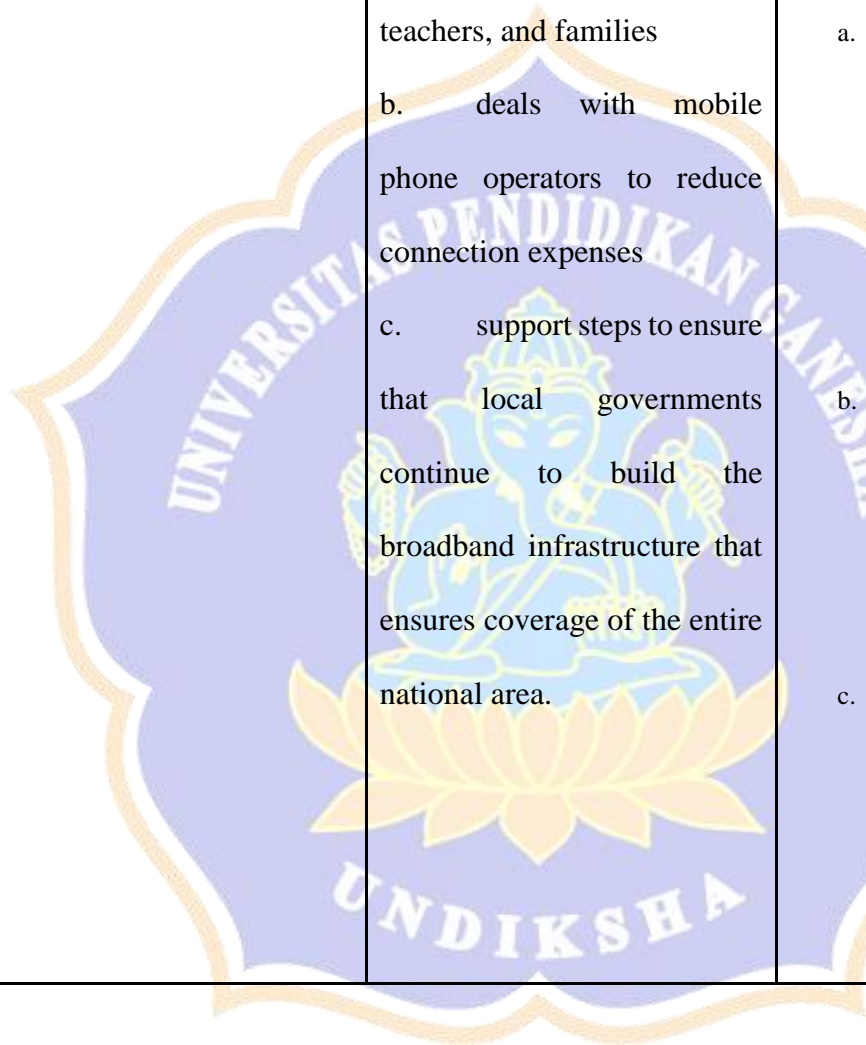 teachers, and families
b. deals with mobile
phone operators to reduce
connection expenses
c. support steps to ensure
that local governments
continue to build the
broadband infrastructure that
ensures coverage of the entire
national area.
a.
b.
c.
UNIVERSITAS PENDIDIKAN GANESHA
UNDIKSHA